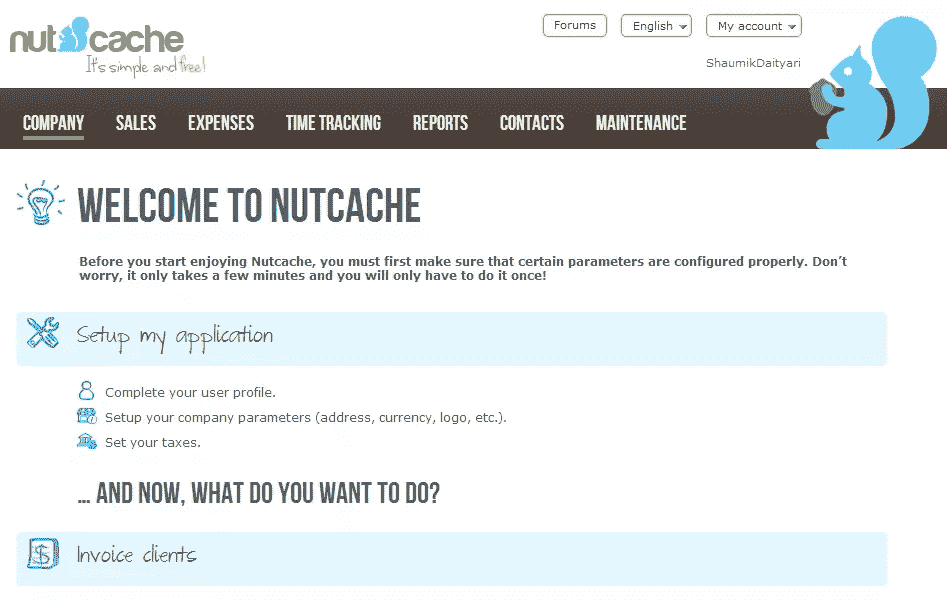 nutcache
It's simple and free!
Forums
English
My account
ShaumikDaityari
COMPANY
SALES
EXPENSES
TIME TRACKING
REPORTS
CONTACTS
MAINTENANCE
WELCOME TO NUTCACHE
Before you start enjoying Nutcache, you must first make sure that certain parameters are configured properly. Don’t
worry, it only takes a few minutes and you will only have to do it once!
Setup my application
Complete your user profile.
Setup your company parameters (address, currency, logo, etc.).
Set your taxes.
... AND NOW, WHAT DO YOU WANT TO DO?
Invoice clients